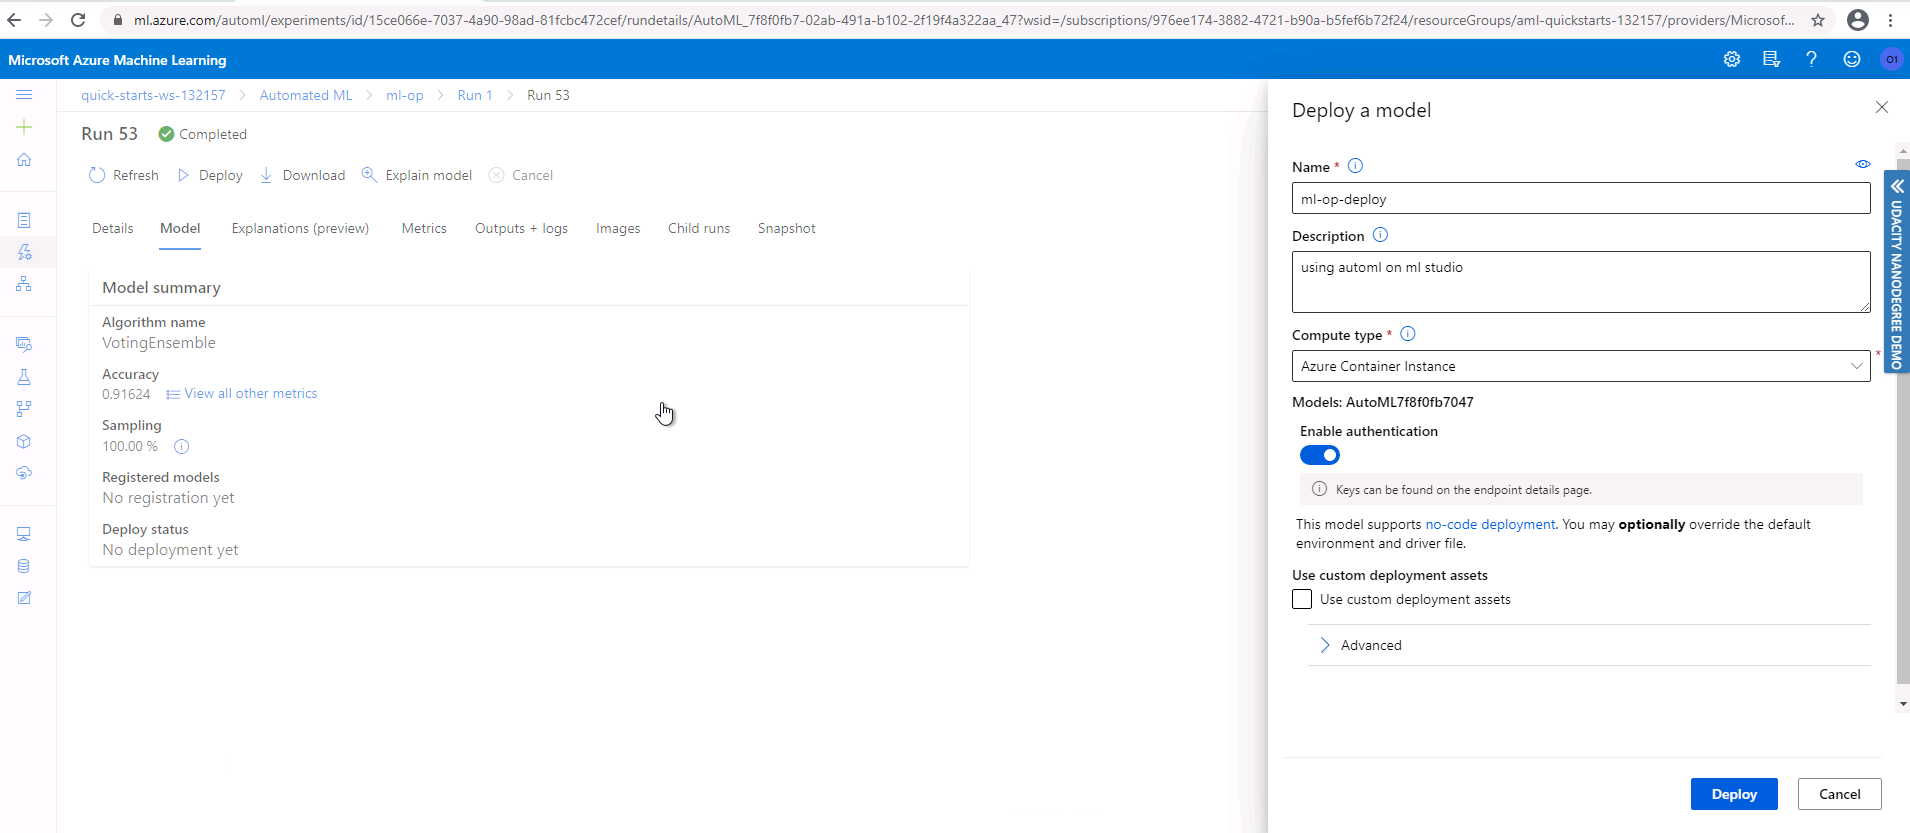 ml.azure.com/automl/experiments/id/15ce066e-7037-4a90-98ad-81fcbc472cef/rundetails/AutoML_7f8f0fb7-02ab-491a-b102-2f19f4a322aa_47?wsid=/subscriptions/976ee174-3882-4721-b90a-b5fef6b72f24/resourceGroups/aml-quickstarts-132157/providers/Microsof...
Microsoft Azure Machine Learning
O1
quick-starts-ws-132157 > Automated ML > ml-op > Run 1 > Run 53
Run 53 Completed
Refresh Deploy Download Explain model Cancel
Details Model Explanations (preview) Metrics Outputs + logs Images Child runs Snapshot
Model summary
Algorithm name
VotingEnsemble
Accuracy
0.91624 View all other metrics
Sampling
100.00 %
Registered models
No registration yet
Deploy status
No deployment yet
Deploy a model
Name *
ml-op-deploy
Description
using automl on ml studio
Compute type *
Azure Container Instance
*
Models: AutoML7f8f0fb7047
Enable authentication
Keys can be found on the endpoint details page.
This model supports no-code deployment. You may optionally override the default
environment and driver file.
Use custom deployment assets
Use custom deployment assets
Advanced
Deploy Cancel
UDACITY NANODEGREE DEMO